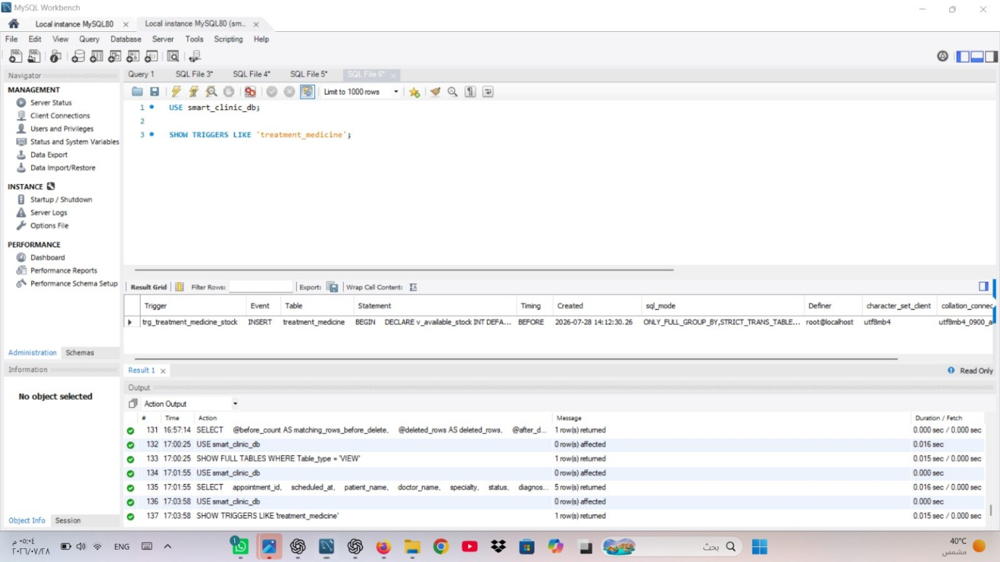 MySQL Workbench
Local instance MySQL80
Local instance MySQL80 (sm...
File Edit View Query Database Server Tools Scripting Help
Navigator
MANAGEMENT
Server Status
Client Connections
Users and Privileges
Status and System Variables
Data Export
Data Import/Restore
INSTANCE
Startup / Shutdown
Server Logs
Options File
PERFORMANCE
Dashboard
Performance Reports
Performance Schema Setup
Administration Schemas
Information
No object selected
Object Info Session
Query 1 SQL File 3* SQL File 4* SQL File 5* SQL File 6*
Limit to 1000 rows
1 USE smart_clinic_db;
2
3 SHOW TRIGGERS LIKE 'treatment_medicine';
Result Grid Filter Rows: Export: Wrap Cell Content:
Trigger Event Table Statement Timing Created sql_mode Definer character_set_client collation_connec
trg_treatment_medicine_stock INSERT treatment_medicine BEGIN DECLARE v_available_stock INT DEFA... BEFORE 2026-07-28 14:12:30.26 ONLY_FULL_GROUP_BY,STRICT_TRANS_TABLE... root@localhost utf8mb4 utf8mb4_0900_a
Result 1 Read Only
Output
Action Output
# Time Action Message Duration / Fetch
131 16:57:14 SELECT @before_count AS matching_rows_before_delete, @deleted_rows AS deleted_rows, @after_d... 1 row(s) returned 0.000 sec / 0.000 sec
132 17:00:25 USE smart_clinic_db 0 row(s) affected 0.016 sec
133 17:00:25 SHOW FULL TABLES WHERE Table_type = 'VIEW' 1 row(s) returned 0.015 sec / 0.000 sec
134 17:01:55 USE smart_clinic_db 0 row(s) affected 0.000 sec
135 17:01:55 SELECT appointment_id, scheduled_at, patient_name, doctor_name, specialty, status, diagnos... 5 row(s) returned 0.016 sec / 0.000 sec
136 17:03:58 USE smart_clinic_db 0 row(s) affected 0.000 sec
137 17:03:58 SHOW TRIGGERS LIKE 'treatment_medicine' 1 row(s) returned 0.015 sec / 0.000 sec
٠٥:٠٤ م
٢٠٢٦/٠٧/٢٨
ENG
1
بحث
40°C
مشمس